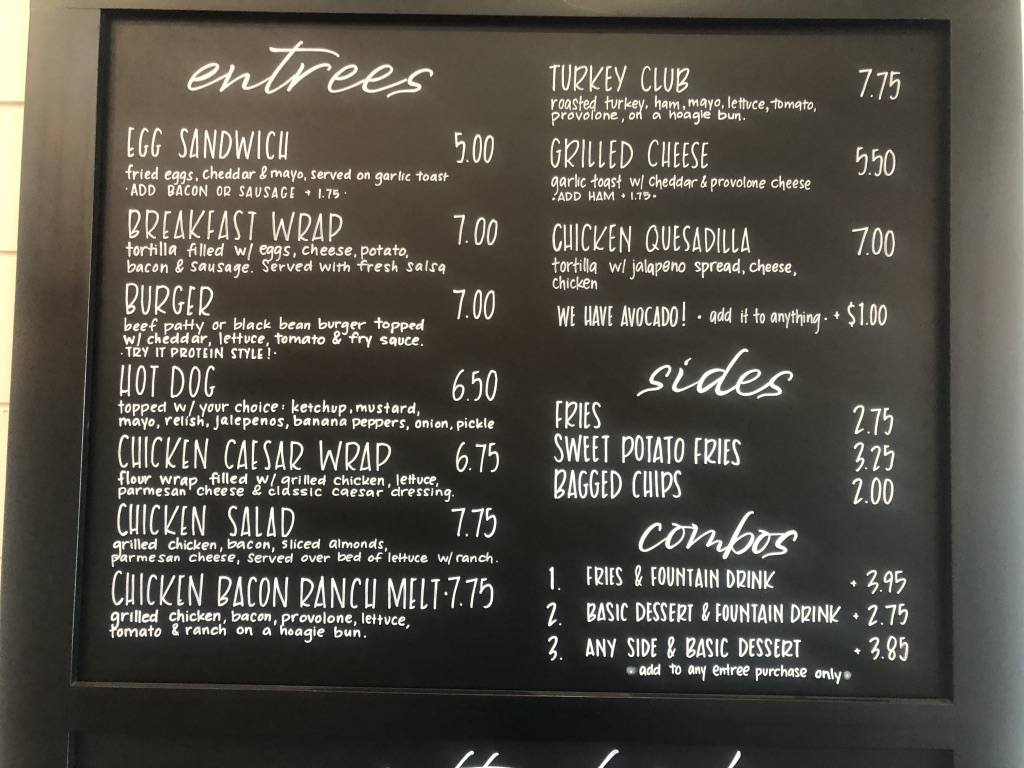 entrees
EGG SANDWICH 5.00
fried eggs, cheddar & mayo, served on garlic toast
·ADD BACON OR SAUSAGE + 1.75·
BREAKFAST WRAP 7.00
tortilla filled w/ eggs, cheese, potato,
bacon & sausage. Served with fresh salsa
BURGER 7.00
beef patty or black bean burger topped
w/ cheddar, lettuce, tomato & fry sauce.
·TRY IT PROTEIN STYLE!·
HOT DOG 6.50
topped w/ your choice: ketchup, mustard,
mayo, relish, jalepenos, banana peppers, onion, pickle
CHICKEN CAESAR WRAP 6.75
flour wrap filled w/ grilled chicken, lettuce,
parmesan cheese & classic caesar dressing.
CHICKEN SALAD 7.75
grilled chicken, bacon, sliced almonds,
parmesan cheese, served over bed of lettuce w/ ranch.
CHICKEN BACON RANCH MELT·7.75
grilled chicken, bacon, provolone, lettuce,
tomato & ranch on a hoagie bun.
TURKEY CLUB 7.75
roasted turkey, ham, mayo, lettuce, tomato,
provolone, on a hoagie bun.
GRILLED CHEESE 5.50
garlic toast w/ cheddar & provolone cheese
·ADD HAM + 1.75·
CHICKEN QUESADILLA 7.00
tortilla w/ jalapeno spread, cheese,
chicken
WE HAVE AVOCADO! · add it to anything · + $1.00
sides
FRIES 2.75
SWEET POTATO FRIES 3.25
BAGGED CHIPS 2.00
combos
1. FRIES & FOUNTAIN DRINK + 3.95
2. BASIC DESSERT & FOUNTAIN DRINK + 2.75
3. ANY SIDE & BASIC DESSERT + 3.85
* add to any entree purchase only *